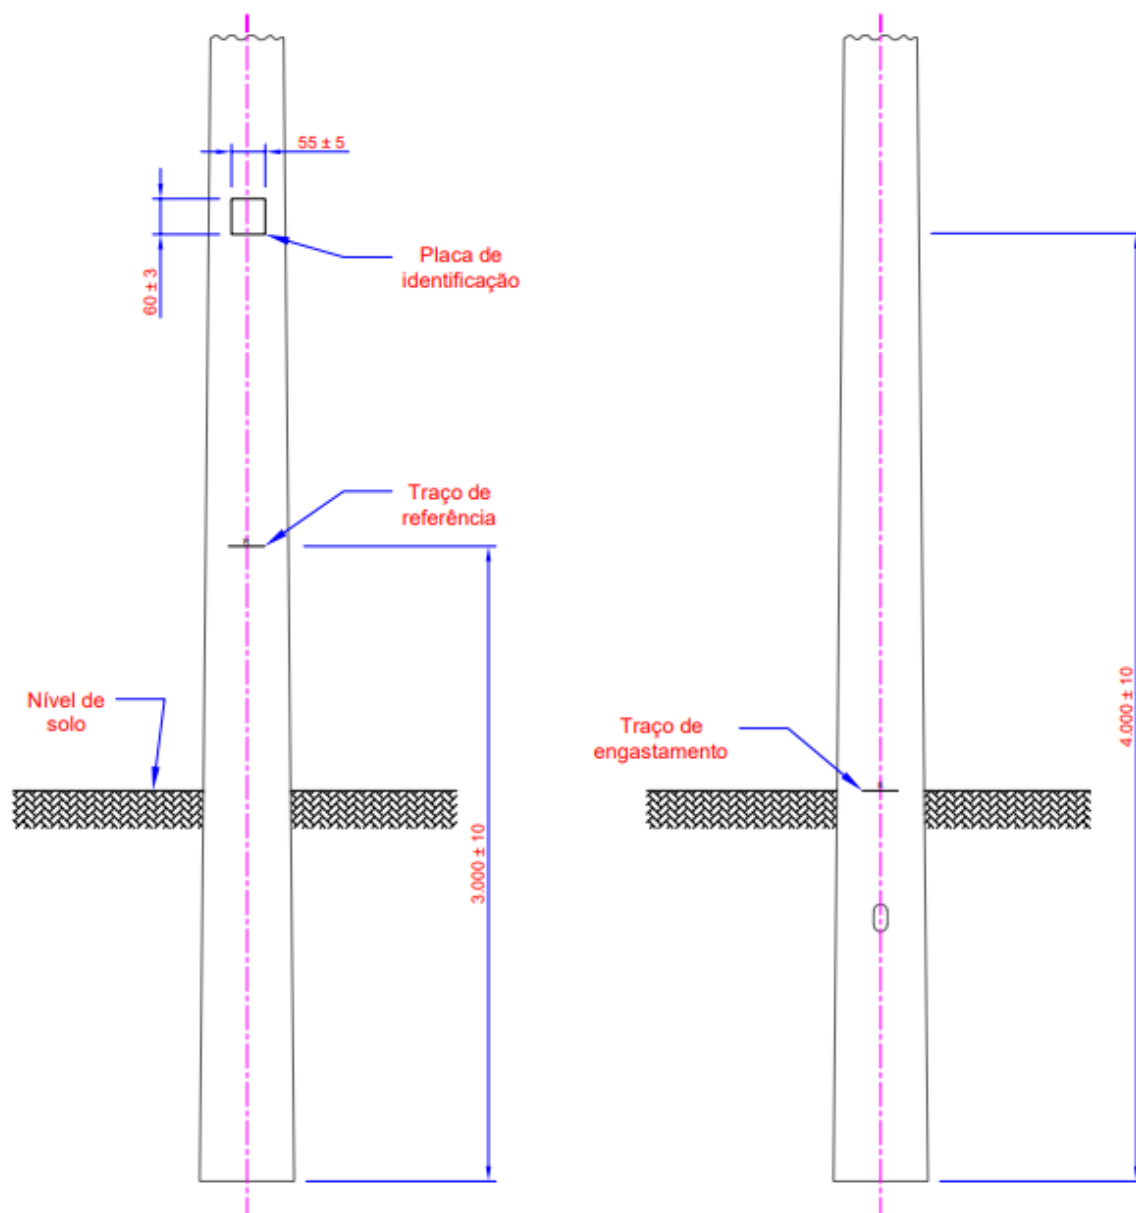 55 ± 5
60 ± 3
Placa de
identificação
Traço de
referência
Nível de
solo
3.000 ± 10
Traço de
engastamento
4.000 ± 10